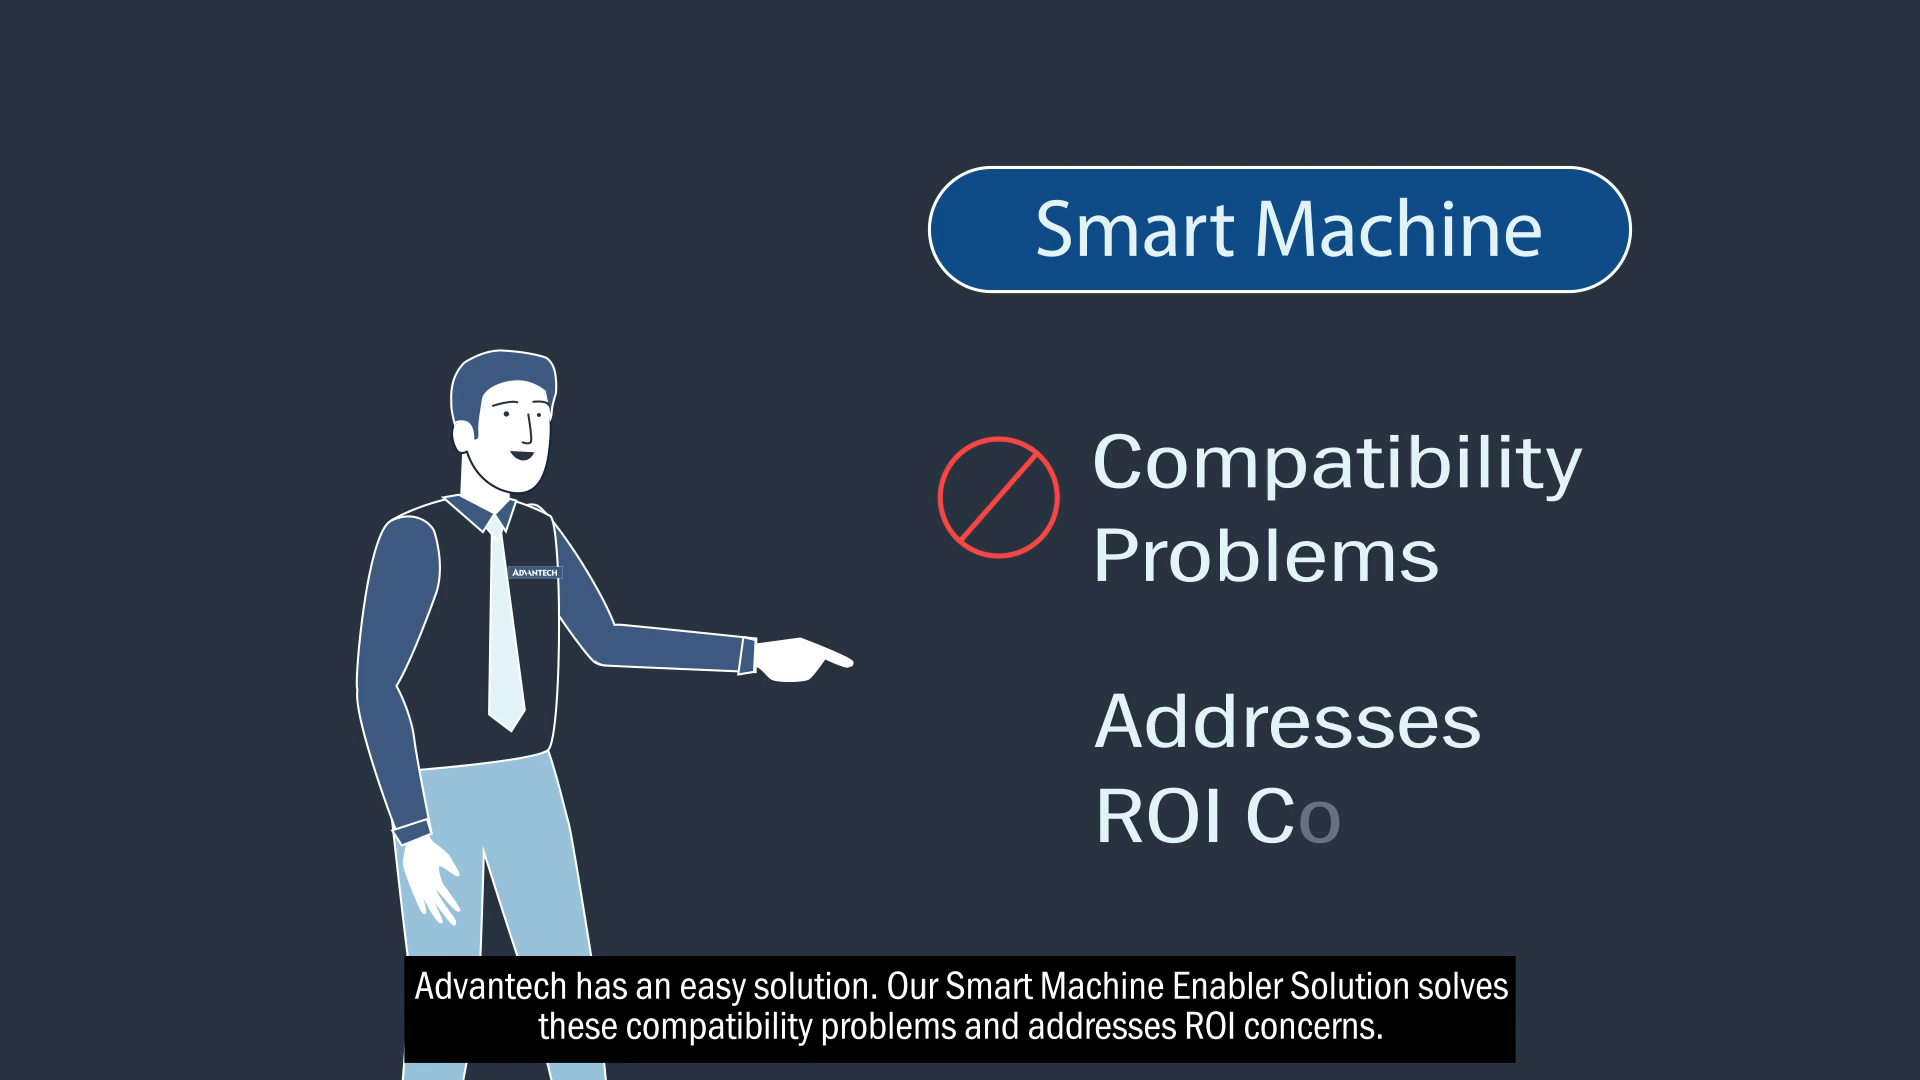 Smart Machine
Compatibility
Problems
ADVANTECH
Addresses
ROI Co
Advantech has an easy solution. Our Smart Machine Enabler Solution solves
these compatibility problems and addresses ROI concerns.